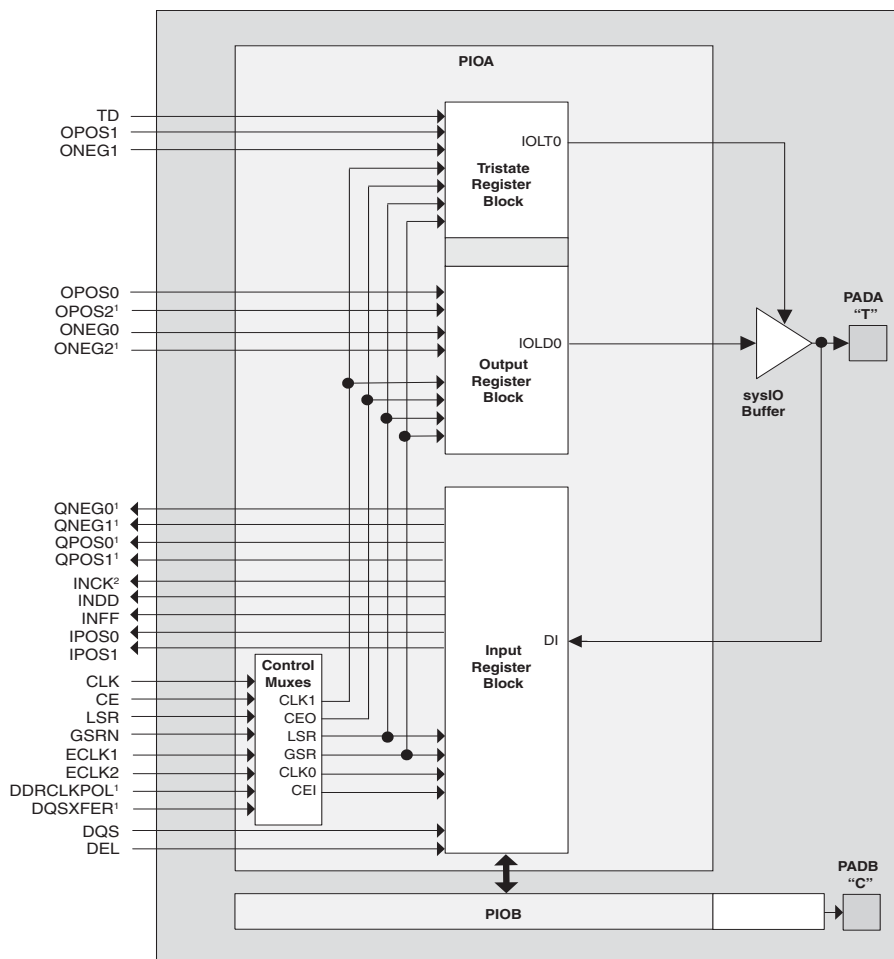 PIOA
TD
OPOS1
ONEG1
IOLT0
Tristate
Register
Block
OPOS0
OPOS2¹
ONEG0
ONEG2¹
IOLD0
Output
Register
Block
PADA
“T”
sysIO
Buffer
QNEG0¹
QNEG1¹
QPOS0¹
QPOS1¹
INCK²
INDD
INFF
IPOS0
IPOS1
DI
Input
Register
Block
Control
Muxes
CLK
CE
LSR
GSRN
ECLK1
ECLK2
DDRCLKPOL¹
DQSXFER¹
CLK1
CEO
LSR
GSR
CLK0
CEI
DQS
DEL
PADB
“C”
PIOB